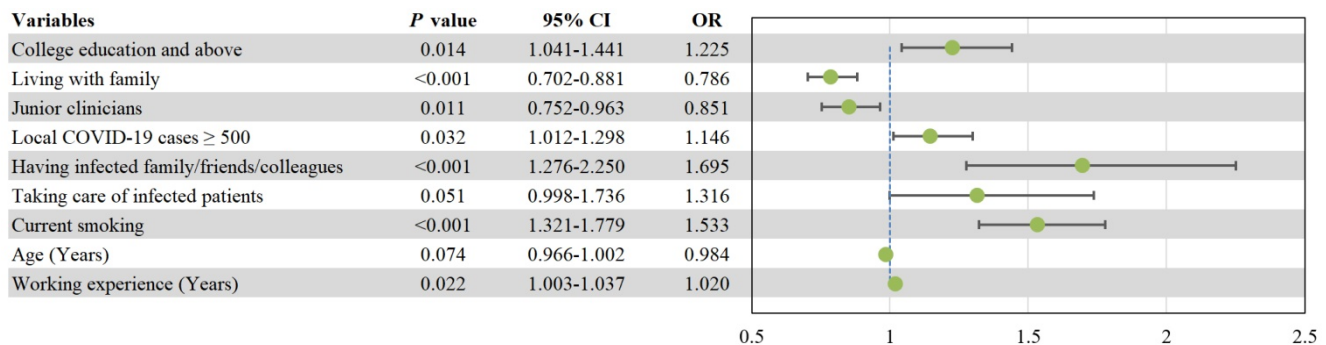 Variables P value 95% CI OR
College education and above 0.014 1.041-1.441 1.225
Living with family <0.001 0.702-0.881 0.786
Junior clinicians 0.011 0.752-0.963 0.851
Local COVID-19 cases ≥ 500 0.032 1.012-1.298 1.146
Having infected family/friends/colleagues <0.001 1.276-2.250 1.695
Taking care of infected patients 0.051 0.998-1.736 1.316
Current smoking <0.001 1.321-1.779 1.533
Age (Years) 0.074 0.966-1.002 0.984
Working experience (Years) 0.022 1.003-1.037 1.020
0.5 1 1.5 2 2.5